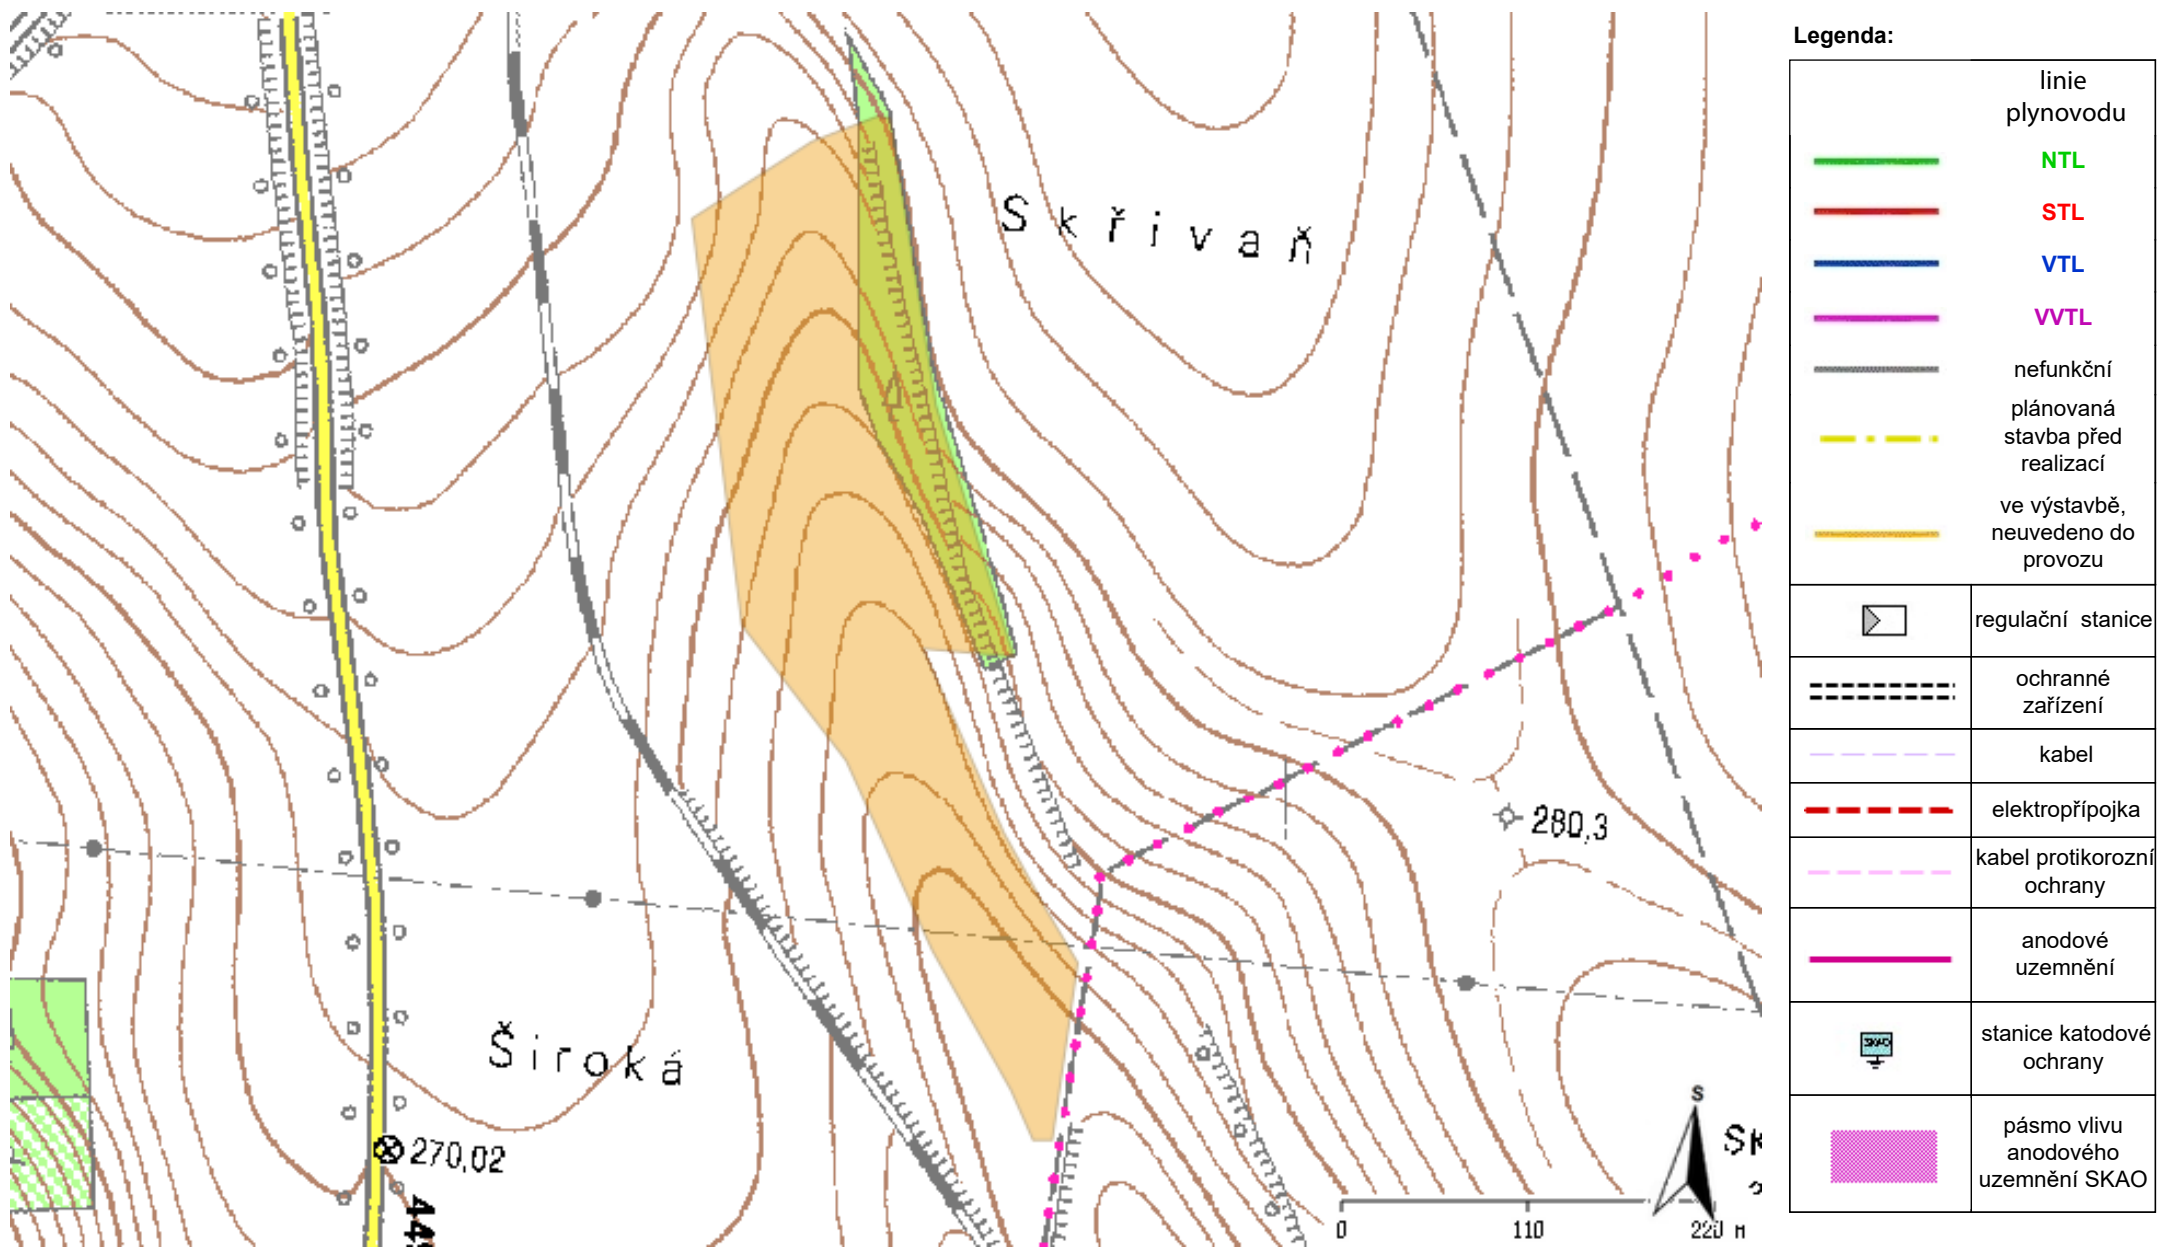 Skřivaň
280,3
Široká
270,02
S
0 110 220 M
Legenda:
linie
plynovodu
NTL
STL
VTL
VVTL
nefunkční
plánovaná
stavba před
realizací
ve výstavbě,
neuvedeno do
provozu
regulační stanice
ochranné
zařízení
kabel
elektropřípojka
kabel protikorozní
ochrany
anodové
uzemnění
SKAO
stanice katodové
ochrany
pásmo vlivu
anodového
uzemnění SKAO